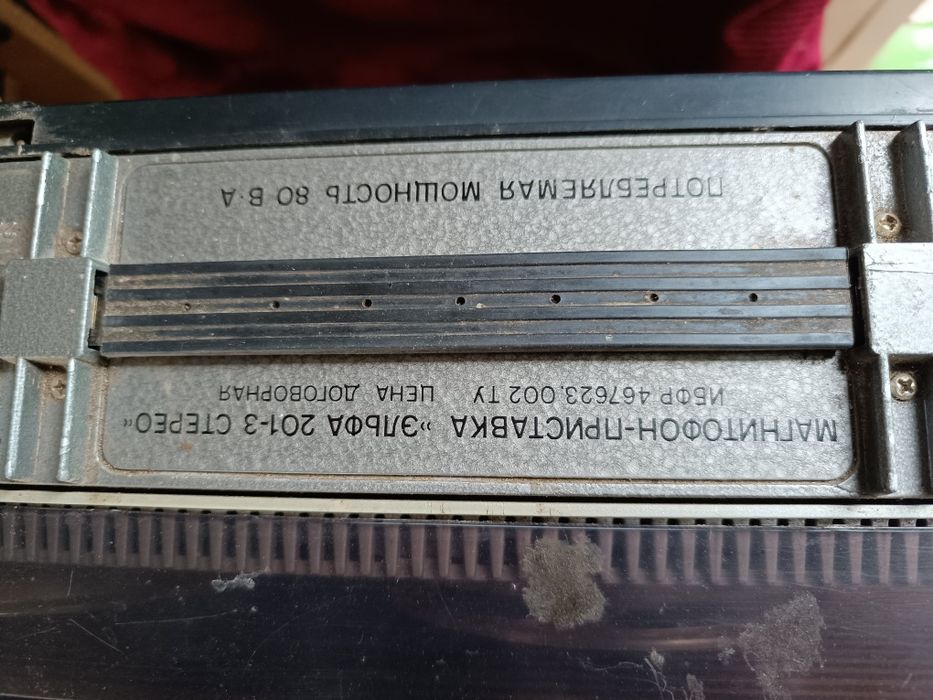 МАГНИТОФОН-ПРИСТАВКА „ЭЛЬФА 201-3 СТЕРЕО“
ИБФР. 467623.002 ТУ ЦЕНА ДОГОВОРНАЯ
ПОТРЕБЛЯЕМАЯ МОЩНОСТЬ 80 В·А